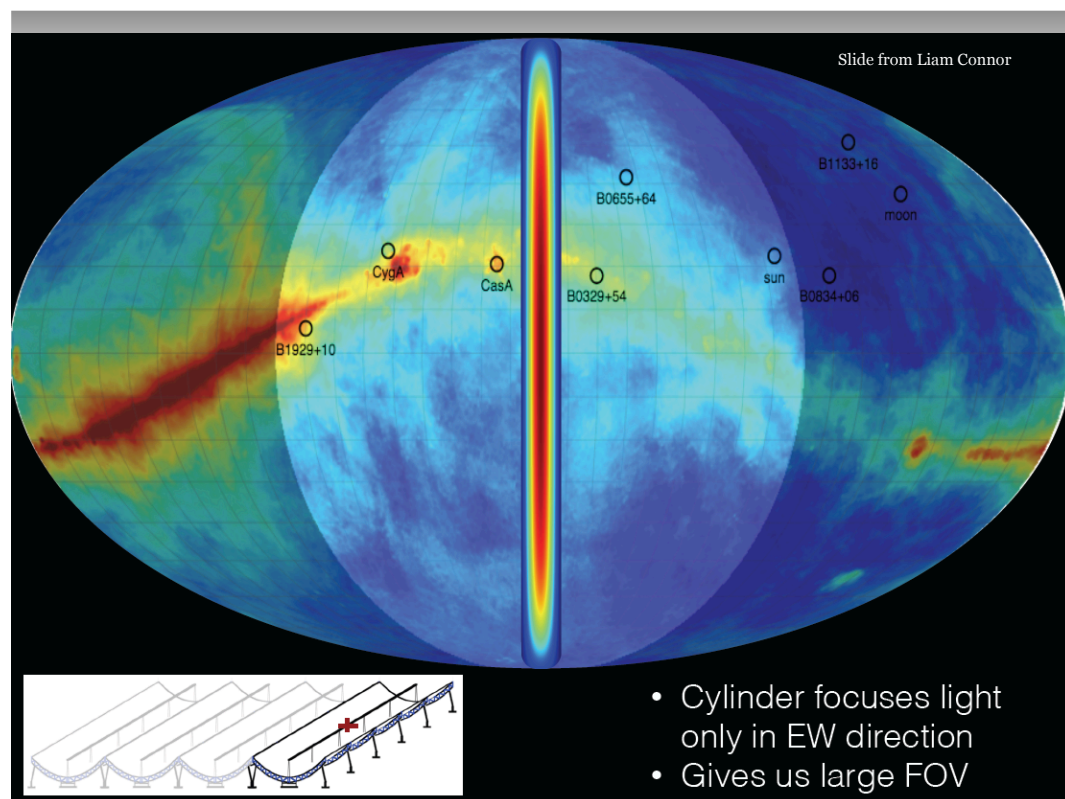 Slide from Liam Connor
B1133+16
B0655+64
moon
CygA
CasA
B0329+54
sun
B0834+06
B1929+10
• Cylinder focuses light
only in EW direction
• Gives us large FOV